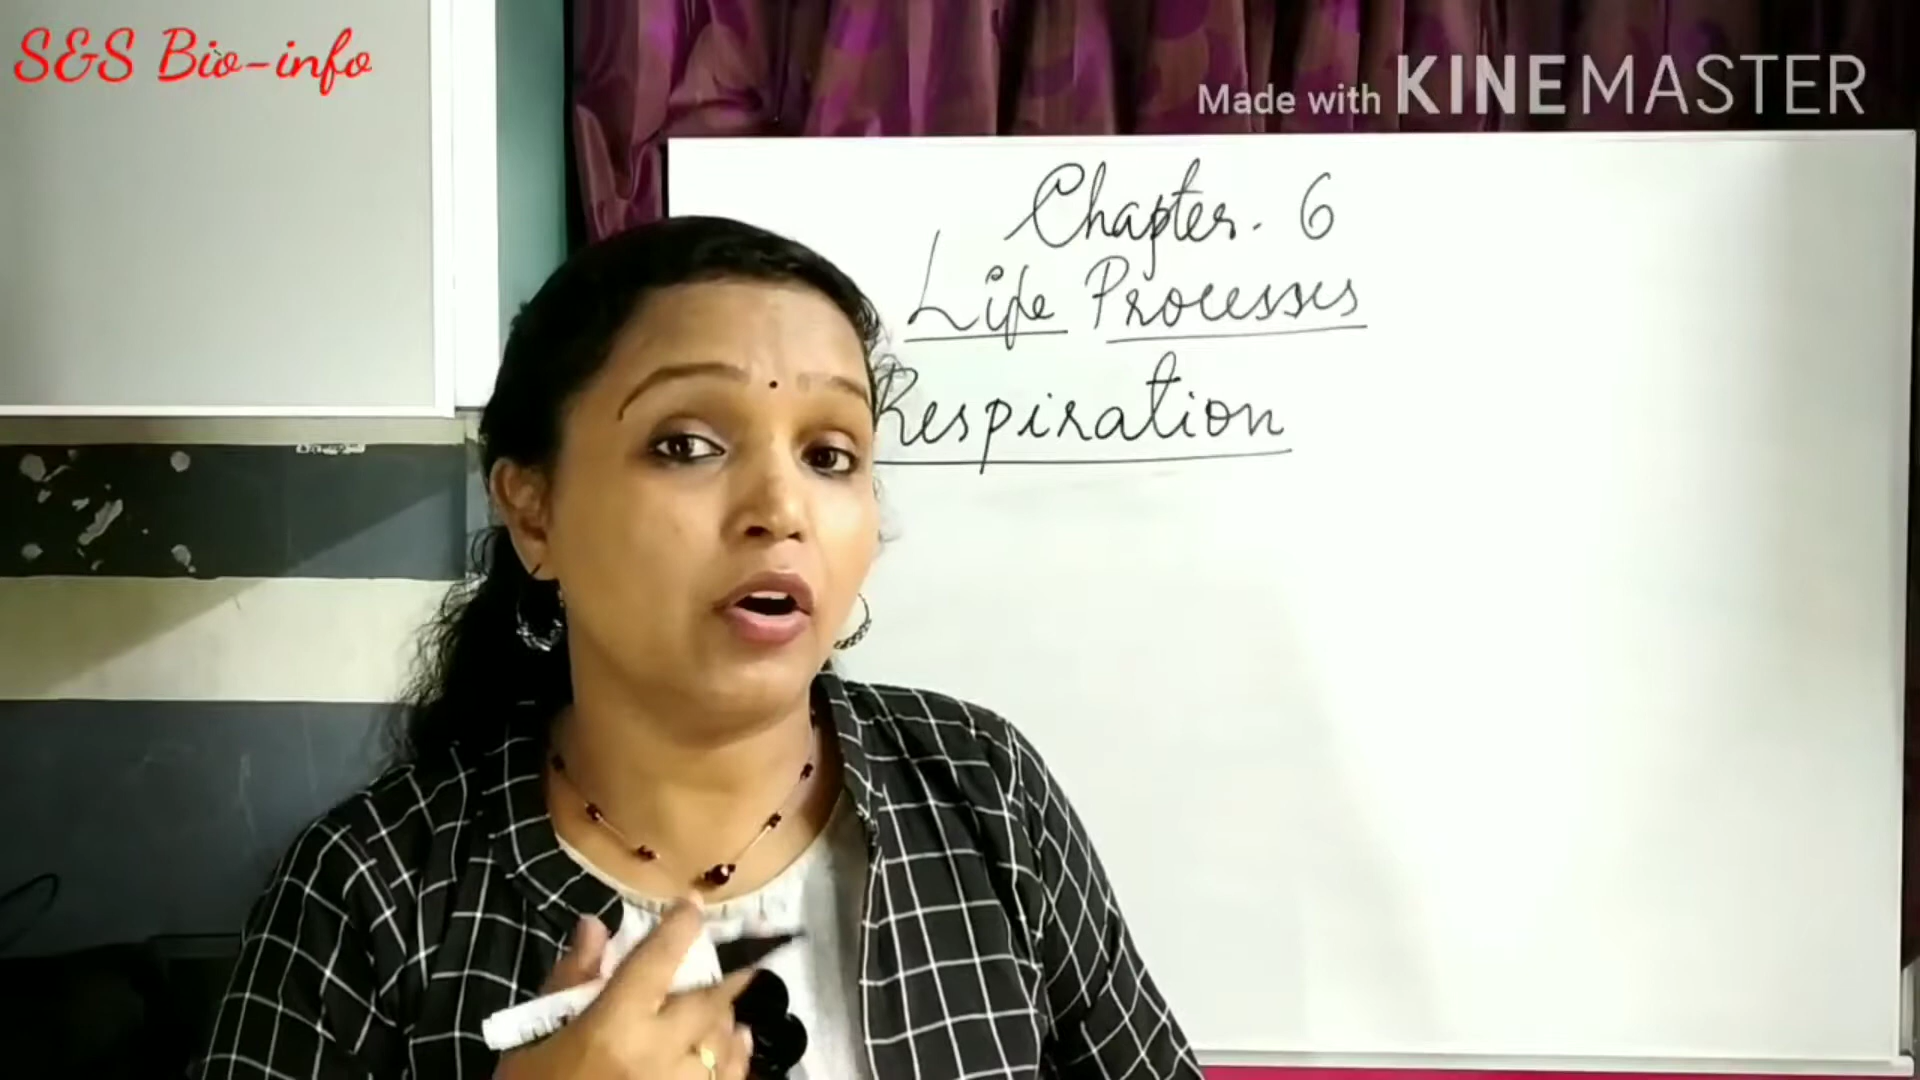 S&S Bio-info
Made with KINEMASTER
Chapter. 6
Life Processes
Respiration